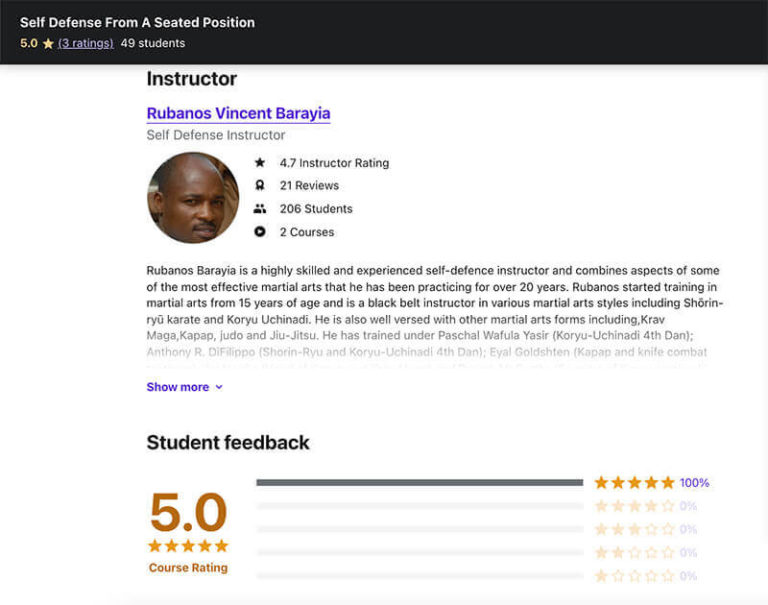 Self Defense From A Seated Position
5.0 (3 ratings) 49 students
Instructor
Rubanos Vincent Barayia
Self Defense Instructor
4.7 Instructor Rating
21 Reviews
206 Students
2 Courses
Rubanos Barayia is a highly skilled and experienced self-defence instructor and combines aspects of some
of the most effective martial arts that he has been practicing for over 20 years. Rubanos started training in
martial arts from 15 years of age and is a black belt instructor in various martial arts styles including Shōrin-
ryū karate and Koryu Uchinadi. He is also well versed with other martial arts forms including,Krav
Maga,Kapap, judo and Jiu-Jitsu. He has trained under Paschal Wafula Yasir (Koryu-Uchinadi 4th Dan);
Anthony R. DiFilippo (Shorin-Ryu and Koryu-Uchinadi 4th Dan); Eyal Goldshten (Kapap and knife combat
Show more
Student feedback
100%
5.0
0%
0%
0%
Course Rating
0%